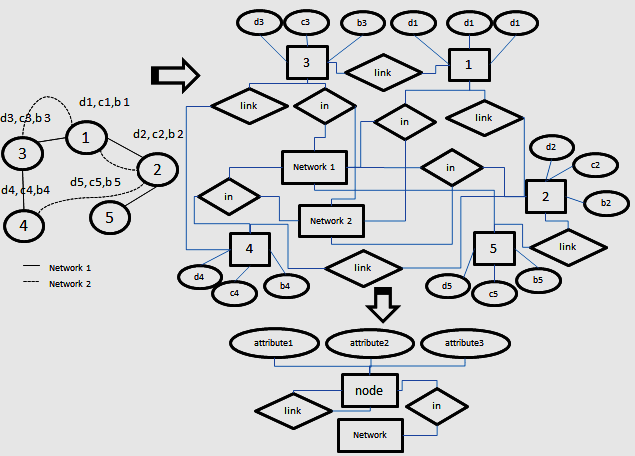 d1, c1,b 1
d3, c3,b 3
1
d2, c2,b 2
3
2
d4, c4,b4
d5, c5,b 5
4
5
Network 1
Network 2
d3
c3
b3
d1
d1
d1
3
link
1
link
in
in
link
Network 1
in
d2
c2
in
2
b2
Network 2
4
5
link
d4
c4
b4
link
d5
c5
b5
attribute1
attribute2
attribute3
node
link
in
Network